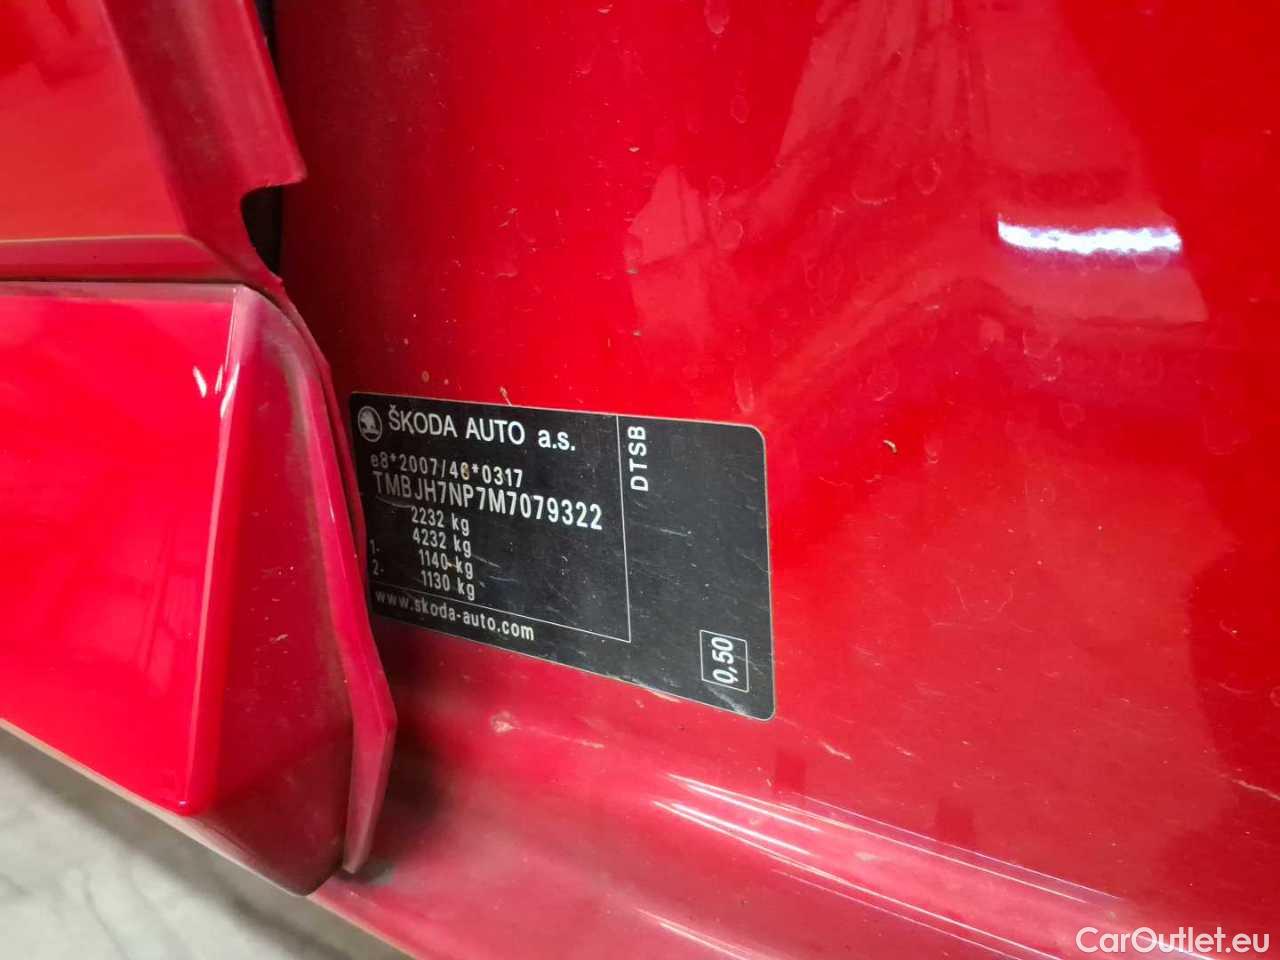 ŠKODA AUTO a.s.
e8*2007/46*0317
TMBJH7NP7M7079322
2232 kg
4232 kg
1- 1140 kg
2- 1130 kg
www.skoda-auto.com
DTSB
0,50
CarOutlet.eu